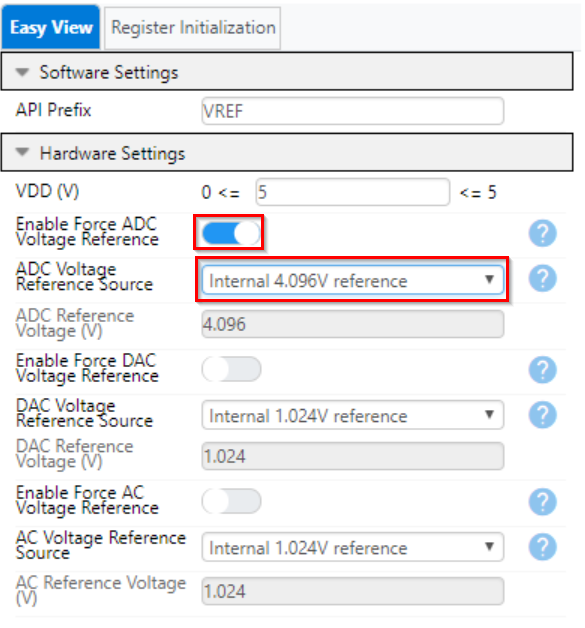 Easy View Register Initialization
Software Settings
API Prefix VREF
Hardware Settings
VDD (V) 0 <= 5 <= 5
Enable Force ADC
Voltage Reference
?
ADC Voltage
Reference Source
Internal 4.096V reference ?
ADC Reference
Voltage (V)
4.096
Enable Force DAC
Voltage Reference
?
DAC Voltage
Reference Source
Internal 1.024V reference ?
DAC Reference
Voltage (V)
1.024
Enable Force AC
Voltage Reference
?
AC Voltage Reference
Source
Internal 1.024V reference ?
AC Reference Voltage
(V)
1.024